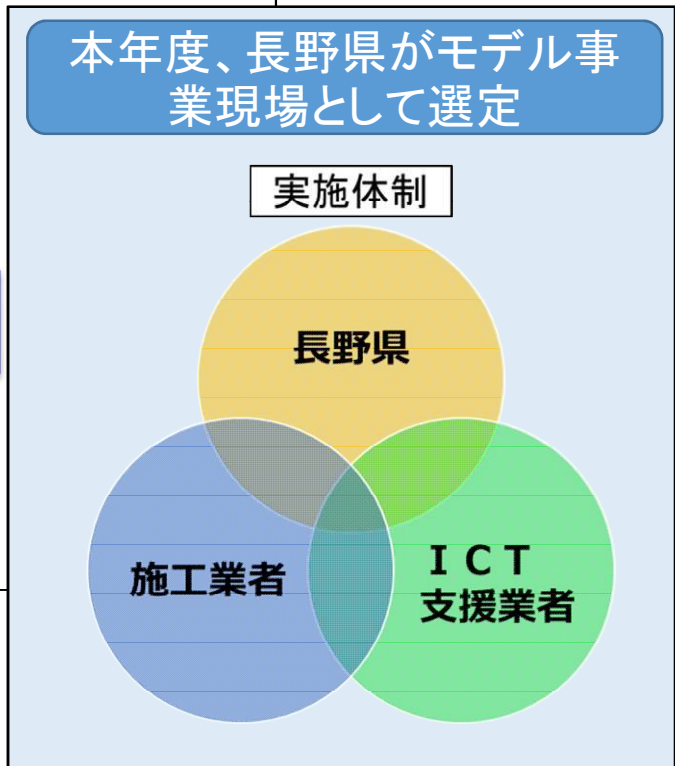 本年度、長野県がモデル事
業現場として選定
実施体制
長野県
施工業者
ＩＣＴ
支援業者